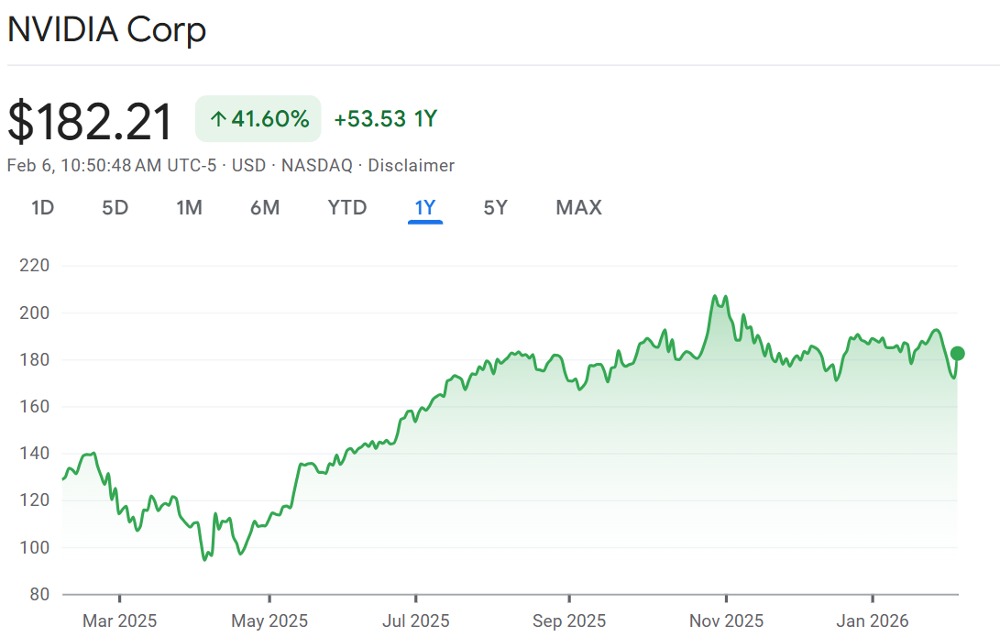 NVIDIA Corp
$182.21 ↑ 41.60% +53.53 1Y
Feb 6, 10:50:48 AM UTC-5 · USD · NASDAQ · Disclaimer
1D 5D 1M 6M YTD 1Y 5Y MAX
220
200
180
160
140
120
100
80
Mar 2025 May 2025 Jul 2025 Sep 2025 Nov 2025 Jan 2026